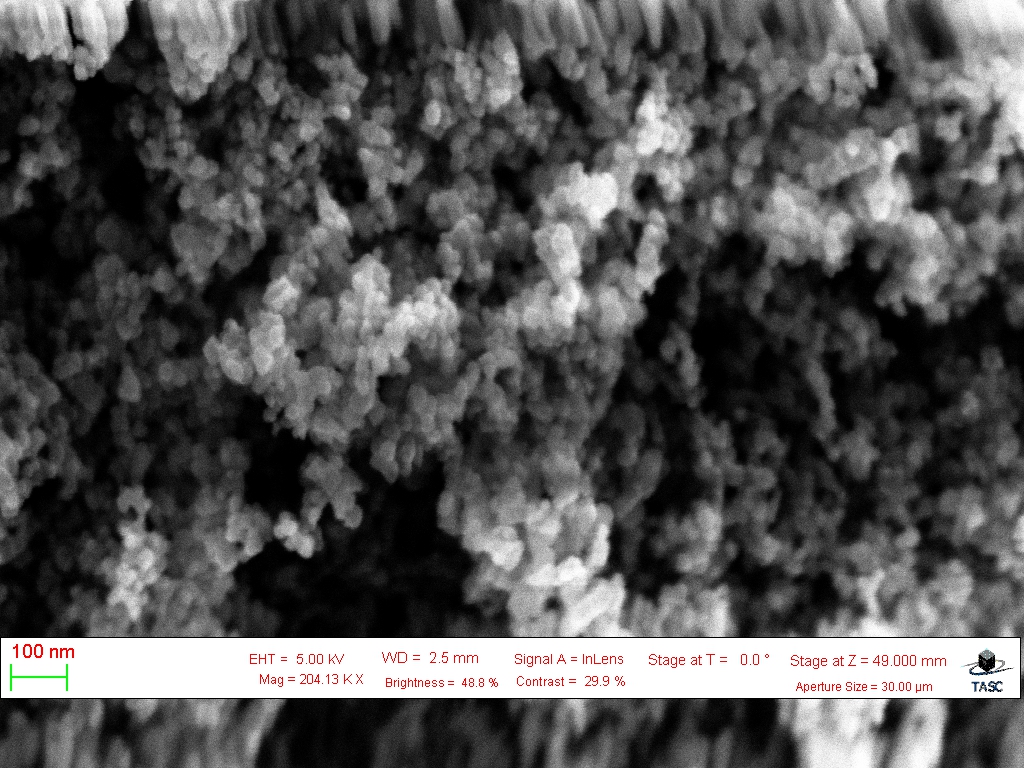 100 nm
EHT = 5.00 kV WD = 2.5 mm Signal A = InLens Stage at T = 0.0 ° Stage at Z = 49.000 mm
Mag = 204.13 K X Brightness = 48.8 % Contrast = 29.9 % Aperture Size = 30.00 µm
TASC